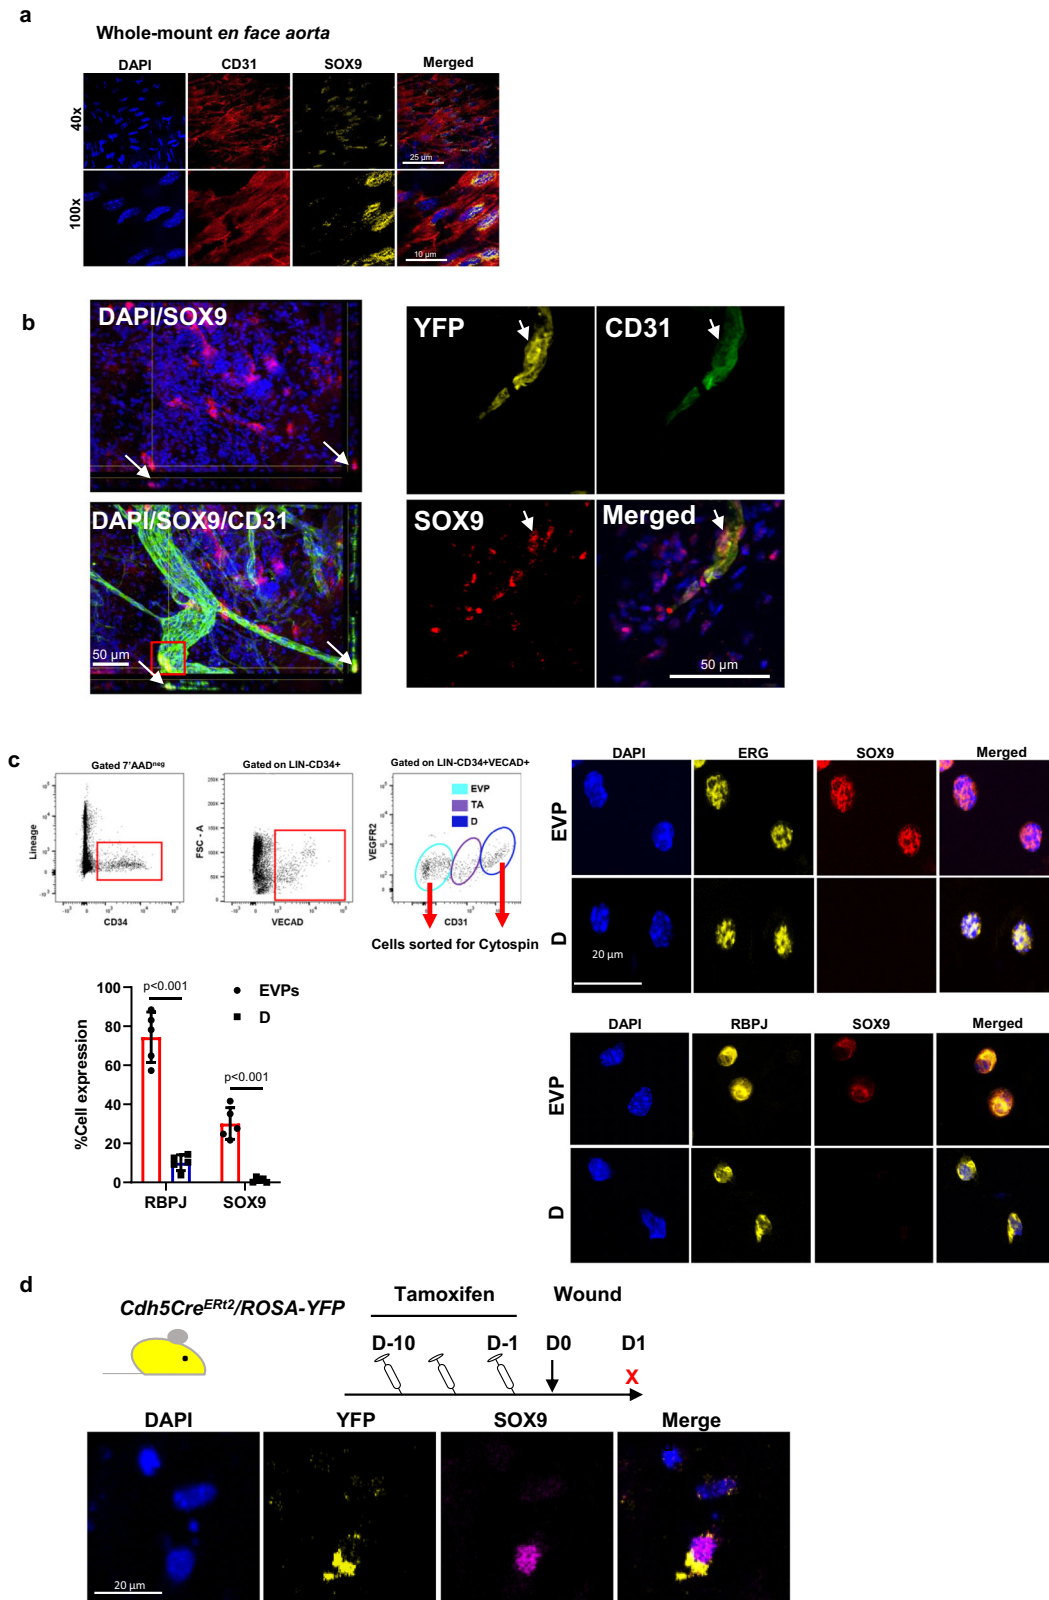 a
Whole-mount en face aorta
DAPI CD31 SOX9 Merged
40x
25 µm
100x
10 µm
b
DAPI/SOX9
DAPI/SOX9/CD31
50 µm
YFP CD31
SOX9 Merged
50 µm
c
Gated 7'AADneg
Lineage
CD34
Gated on LIN-CD34+
FSC - A
VECAD
Gated on LIN-CD34+VECAD+
EVP
TA
D
VEGFR2
CD31
Cells sorted for Cytospin
DAPI ERG SOX9 Merged
EVP
D
20 µm
%Cell expression
100
80
60
40
20
0
p<0.001
p<0.001
EVPs
D
RBPJ SOX9
DAPI RBPJ SOX9 Merged
EVP
D
d
Cdh5CreERt2/ROSA-YFP
Tamoxifen Wound
D-10 D-1 D0 D1
X
DAPI YFP SOX9 Merge
20 µm